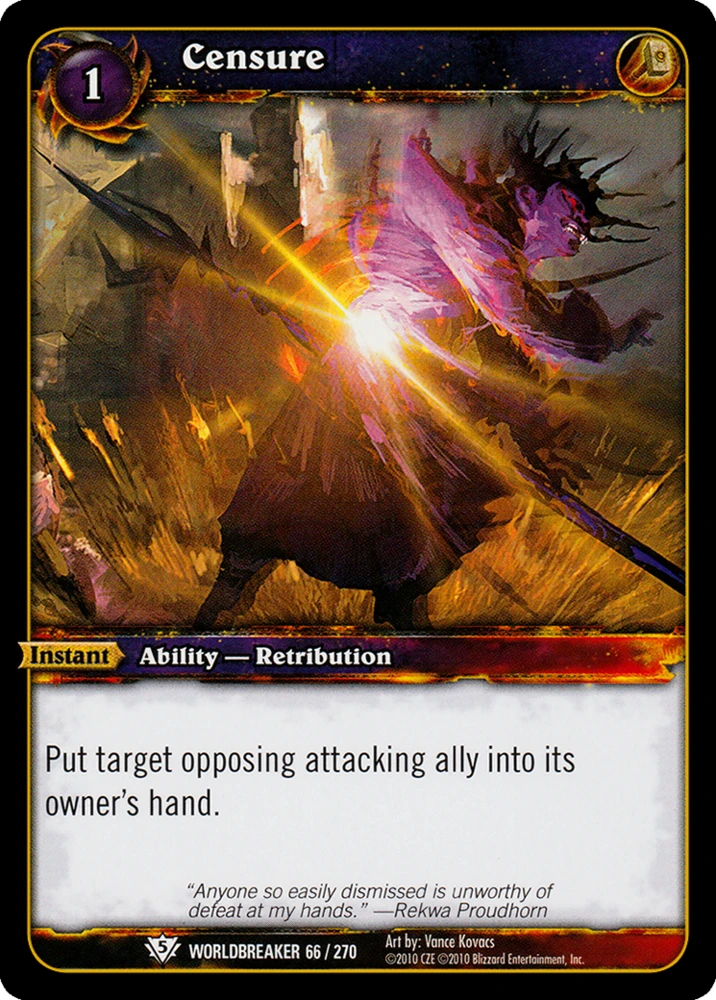 1
Censure
9
Instant
Ability — Retribution
Put target opposing attacking ally into its
owner's hand.
"Anyone so easily dismissed is unworthy of
defeat at my hands." —Rekwa Proudhorn
5 WORLDBREAKER 66 / 270
Art by: Vance Kovacs
©2010 CZE ©2010 Blizzard Entertainment, Inc.